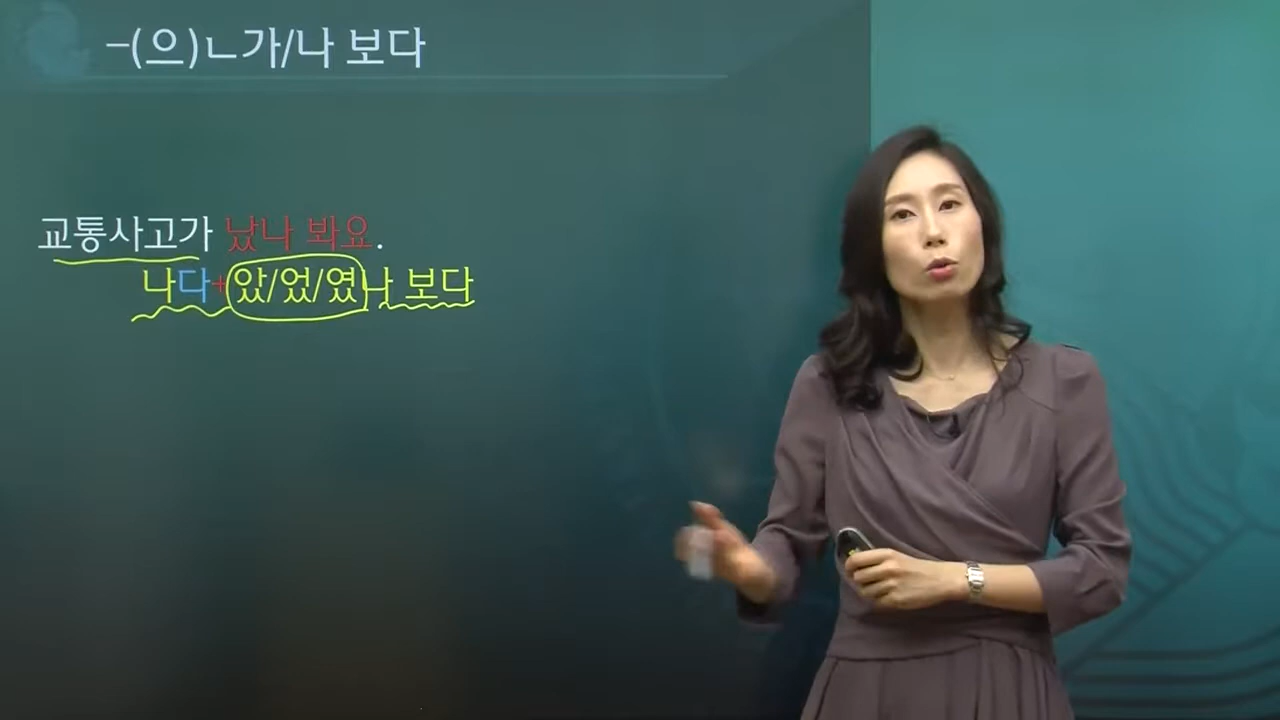 -(으)ㄴ가/나 보다
교통사고가 났나 봐요.
나다+았/었/였나 보다